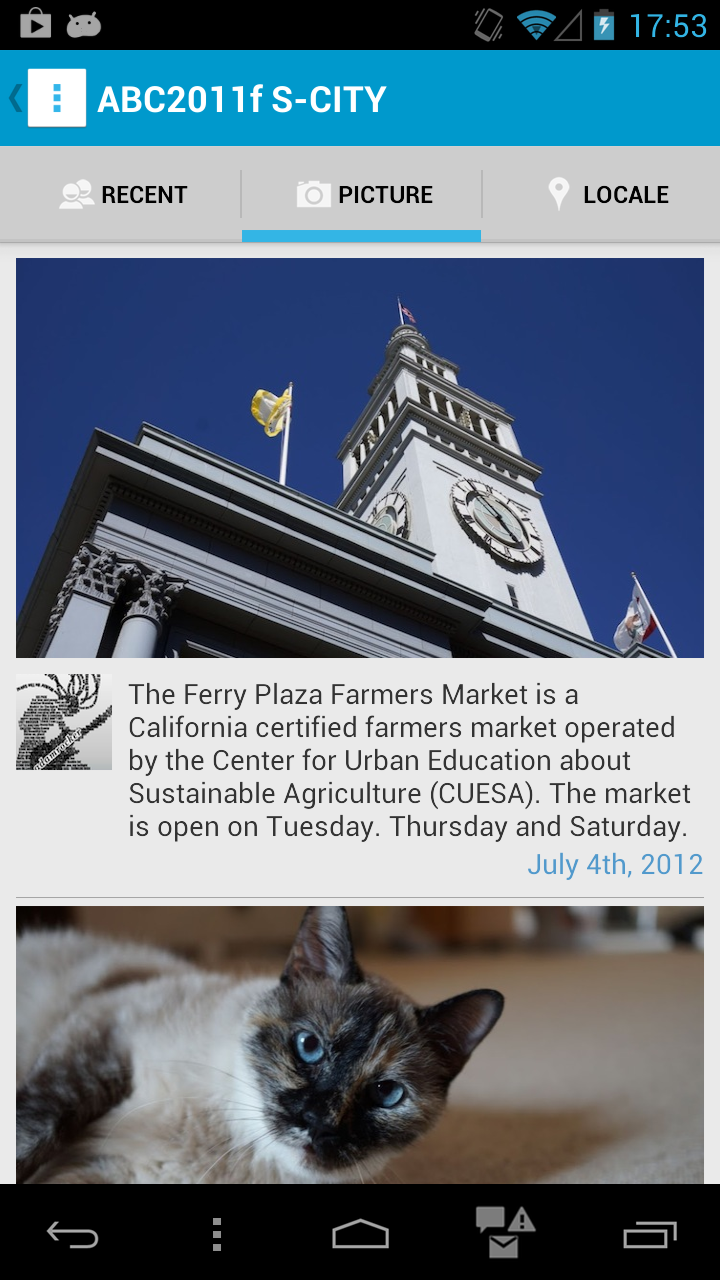 17:53
ABC2011f S-CITY
RECENT
PICTURE
LOCALE
The Ferry Plaza Farmers Market is a
California certified farmers market operated
by the Center for Urban Education about
Sustainable Agriculture (CUESA). The market
is open on Tuesday. Thursday and Saturday.
July 4th, 2012